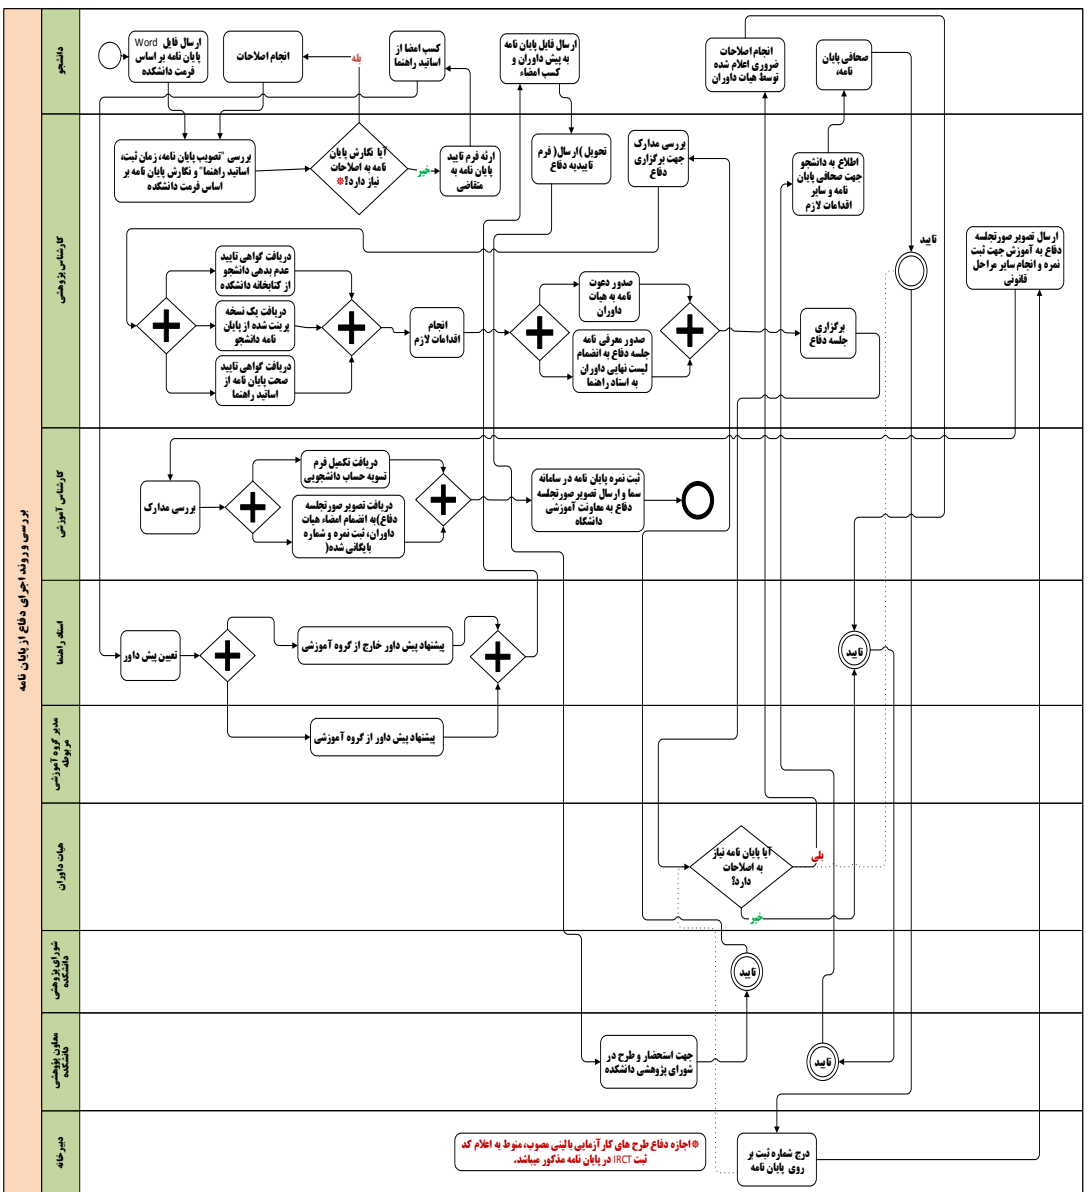 بررسی و روند اجرای دفاع از پایان نامه
دانشجو
ارسال فایل Word
پایان نامه بر اساس
فرمت دانشکده
انجام اصلاحات
بله
کسب امضا از
اساتید راهنما
ارسال فایل پایان نامه
به پیش داوران و
کسب امضاء
انجام اصلاحات
ضروری اعلام شده
توسط هیات داوران
صحافی پایان
نامه،
کارشناس پژوهشی
بررسی "تصویب پایان نامه، زمان ثبت،
اساتید راهنما" و نگارش پایان نامه بر
اساس فرمت دانشکده
آیا نگارش پایان
نامه به اصلاحات
نیاز دارد؟*
خیر
ارئه فرم تایید
پایان نامه به
متقاضی
تحویل )ارسال( فرم
تاییدیه دفاع
بررسی مدارک
جهت برگزاری
دفاع
اطلاع به دانشجو
جهت صحافی پایان
نامه و سایر
اقدامات لازم
تایید
ارسال تصویر صورتجلسه
دفاع به آموزش جهت ثبت
نمره و انجام سایر مراحل
قانونی
دریافت گواهی تایید
عدم بدهی دانشجو
از کتابخانه دانشکده
دریافت یک نسخه
پرینت شده از پایان
نامه دانشجو
دریافت گواهی تایید
صحت پایان نامه از
اساتید راهنما
انجام
اقدامات لازم
صدور دعوت
نامه به هیات
داوران
صدور معرفی نامه
جلسه دفاع به انضمام
لیست نهایی داوران
به استاد راهنما
برگزاری
جلسه دفاع
کارشناس آموزشی
بررسی مدارک
دریافت تکمیل فرم
تسویه حساب دانشجویی
دریافت تصویر صورتجلسه
دفاع)به انضمام امضاء هیات
داوران، ثبت نمره و شماره
بایگانی شده(
ثبت نمره پایان نامه در سامانه
سما و ارسال تصویر صورتجلسه
دفاع به معاونت آموزشی
دانشگاه
استاد راهنما
تعیین پیش داور
پیشنهاد پیش داور خارج از گروه آموزشی
تایید
مدیر گروه آموزشی
مربوطه
پیشنهاد پیش داور از گروه آموزشی
هیات داوران
آیا پایان نامه نیاز
به اصلاحات
دارد؟
بلی
خیر
شورای پژوهشی
دانشکده
تایید
معاون پژوهشی
دانشکده
جهت استحضار و طرح در
شورای پژوهشی دانشکده
تایید
دبیرخانه
*اجازه دفاع طرح های کارآزمایی بالینی مصوب، منوط به اعلام کد
ثبت IRCT در پایان نامه مذکور میباشد.
درج شماره ثبت بر
روی پایان نامه